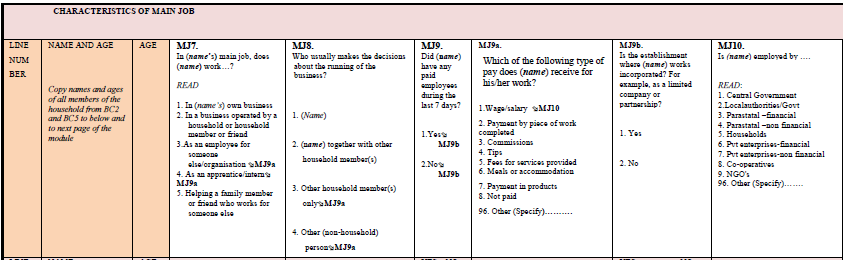 CHARACTERISTICS OF MAIN JOB
LINE
NUM
BER
NAME AND AGE
Copy names and ages
of all members of the
household from BC2
and BC5 to below and
to next page of the
module
AGE
MJ7.
In (name's) main job, does
(name) work…?
READ
1. In (name's) own business
2. In a business operated by a
household or household
member or friend
3.As an employee for
someone
else/organisation MJ9a
4. As an apprentice/intern
MJ9a
5. Helping a family member
or friend who works for
someone else
MJ8.
Who usually makes the decisions
about the running of the
business?
1. (Name)
2. (name) together with other
household member(s)
3. Other household member(s)
only MJ9a
4. Other (non-household)
person MJ9a
MJ9.
Did (name)
have any
paid
employees
during the
last 7 days?
1.Yes
MJ9b
2.No
MJ9b
MJ9a.
Which of the following type of
pay does (name) receive for
his/her work?
1.Wage/salary MJ10
2. Payment by piece of work
completed
3. Commissions
4. Tips
5. Fees for services provided
6. Meals or accommodation
7. Payment in products
8. Not paid
96. Other (Specify)……….
MJ9b.
Is the establishment
where (name) works
incorporated? For
example, as a limited
company or
partnership?
1. Yes
2. No
MJ10.
Is (name) employed by ….
READ:
1. Central Government
2.Localauthorities/Govt
3. Parastatal –financial
4. Parastatal –non financial
5. Households
6. Pvt enterprises-financial
7. Pvt enterprises-non financial
8. Co-operatives
9. NGO's
96. Other (Specify)…….